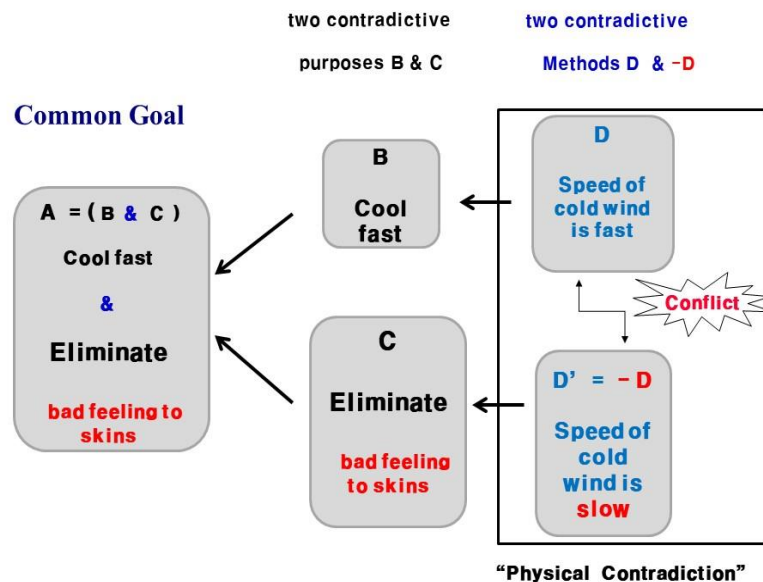 two contradictive
purposes B & C
two contradictive
Methods D & -D
Common Goal
A = ( B & C )
Cool fast
&
Eliminate
bad feeling to
skins
B
Cool
fast
C
Eliminate
bad feeling
to skins
D
Speed of
cold wind
is fast
Conflict
D' = - D
Speed of
cold
wind is
slow
"Physical Contradiction"